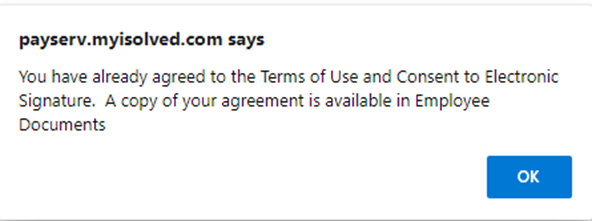 payserv.myisolved.com says
You have already agreed to the Terms of Use and Consent to Electronic
Signature.  A copy of your agreement is available in Employee
Documents
OK